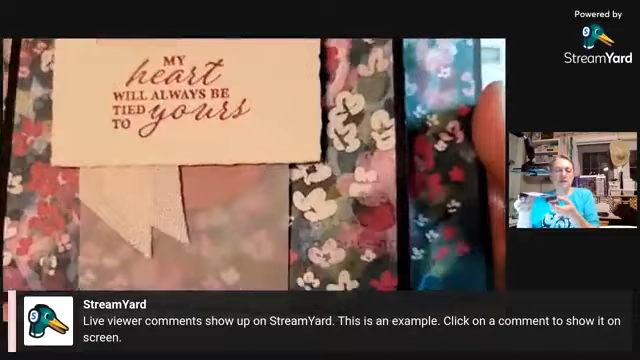 Powered by
StreamYard
MY
heart
WILL ALWAYS BE
TIED yours
TO
StreamYard
Live viewer comments show up on StreamYard. This is an example. Click on a comment to show it on
screen.